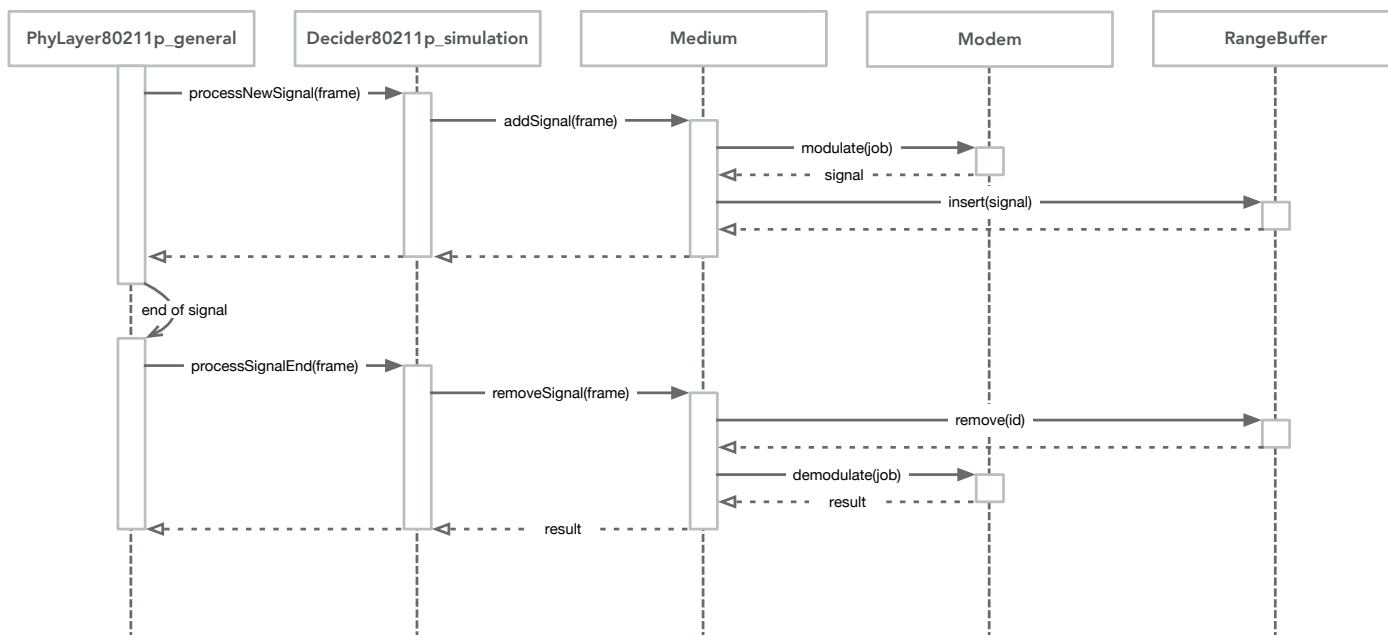 PhyLayer80211p_general
Decider80211p_simulation
Medium
Modem
RangeBuffer
processNewSignal(frame)
addSignal(frame)
modulate(job)
signal
insert(signal)
end of signal
processSignalEnd(frame)
removeSignal(frame)
remove(id)
demodulate(job)
result
result